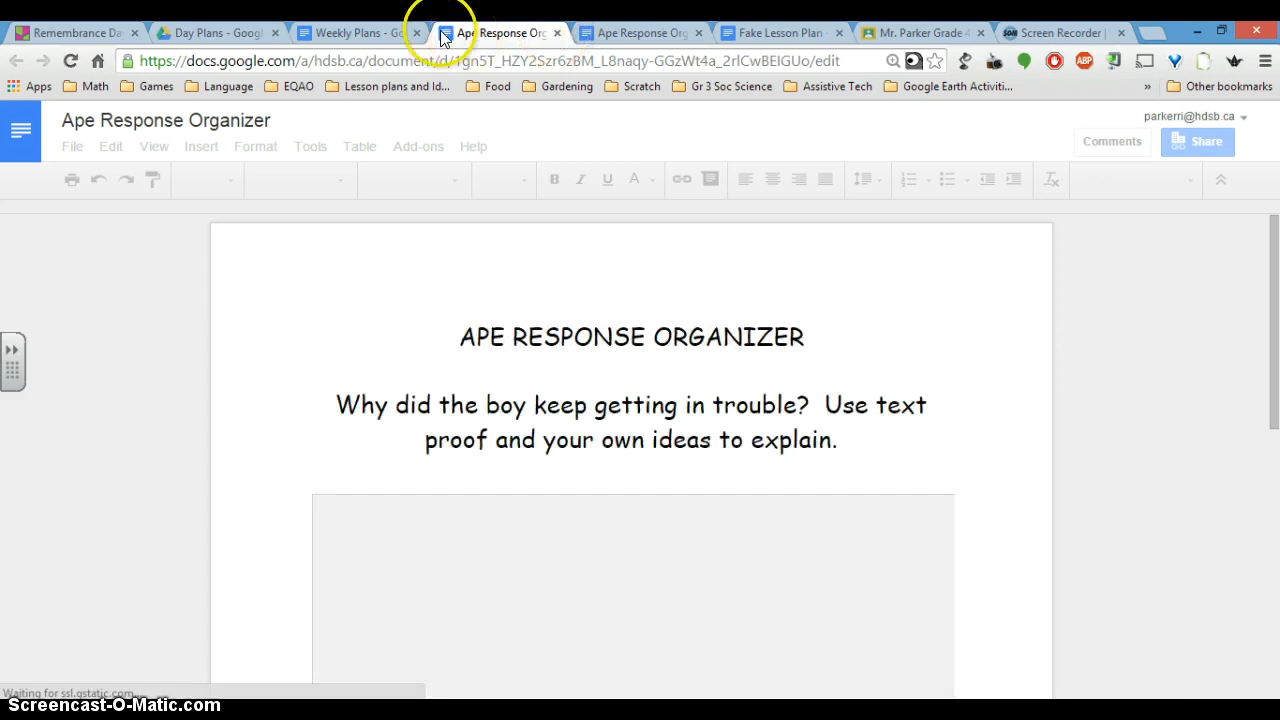 Remembrance Da
Day Plans - Googl
Weekly Plans - Go
Ape Response Org
Ape Response Org
Fake Lesson Plan -
Mr. Parker Grade 4
Screen Recorder |
https://docs.google.com/a/hdsb.ca/document/d/1gn5T_HZY2Szr6zBM_L8naqy-GGzWt4a_2rlCwBEIGUo/edit
Apps Math Games Language EQAO Lesson plans and Id... Food Gardening Scratch Gr 3 Soc Science Assistive Tech Google Earth Activiti... » Other bookmarks
Ape Response Organizer
parkerri@hdsb.ca
File Edit View Insert Format Tools Table Add-ons Help
Comments
Share
APE RESPONSE ORGANIZER
Why did the boy keep getting in trouble? Use text
proof and your own ideas to explain.
Waiting for ssl.gstatic.com...
Screencast-O-Matic.com